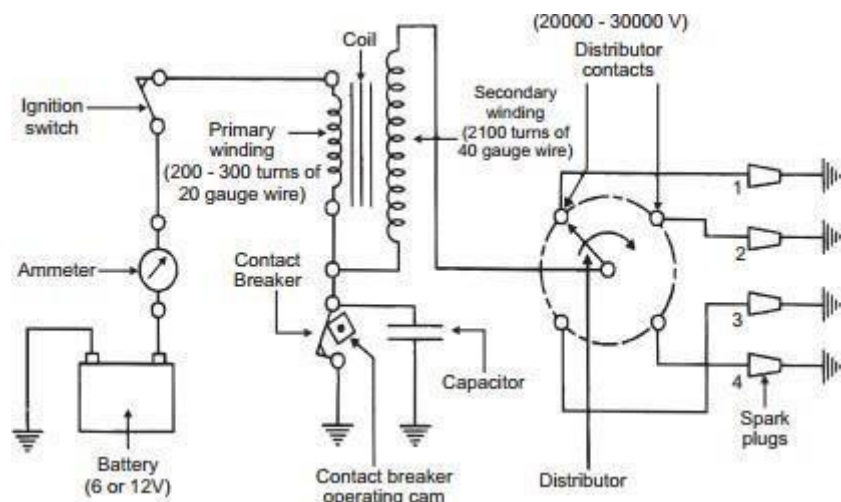 (20000 - 30000 V)
Distributor
contacts
Coil
Ignition
switch
Primary
winding
(200 - 300 turns of
20 gauge wire)
Secondary
winding
(2100 turns of
40 gauge wire)
1
2
3
4
Ammeter
Contact
Breaker
Capacitor
Spark
plugs
Battery
(6 or 12V)
Contact breaker
operating cam
Distributor